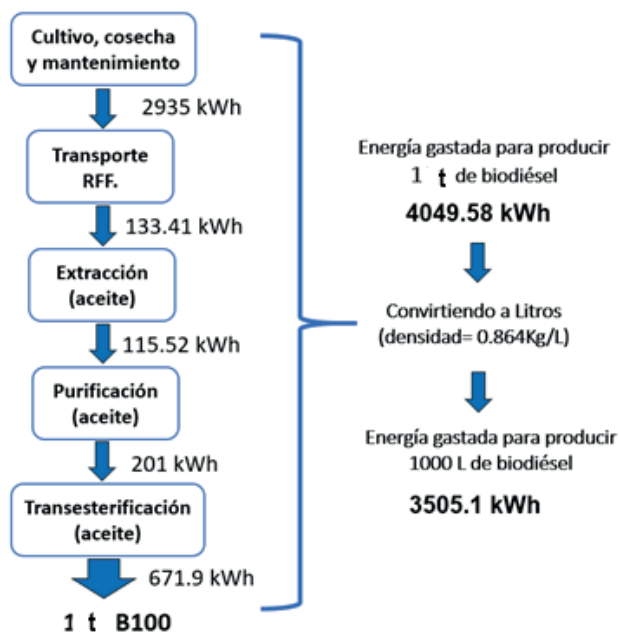 Cultivo, cosecha
y mantenimiento
2935 kWh
Transporte
RFF.
133.41 kWh
Extracción
(aceite)
115.52 kWh
Purificación
(aceite)
201 kWh
Transesterificación
(aceite)
671.9 kWh
1 t B100
Energía gastada para producir
1 t de biodiésel
4049.58 kWh
Convirtiendo a Litros
(densidad= 0.864Kg/L)
Energía gastada para producir
1000 L de biodiésel
3505.1 kWh